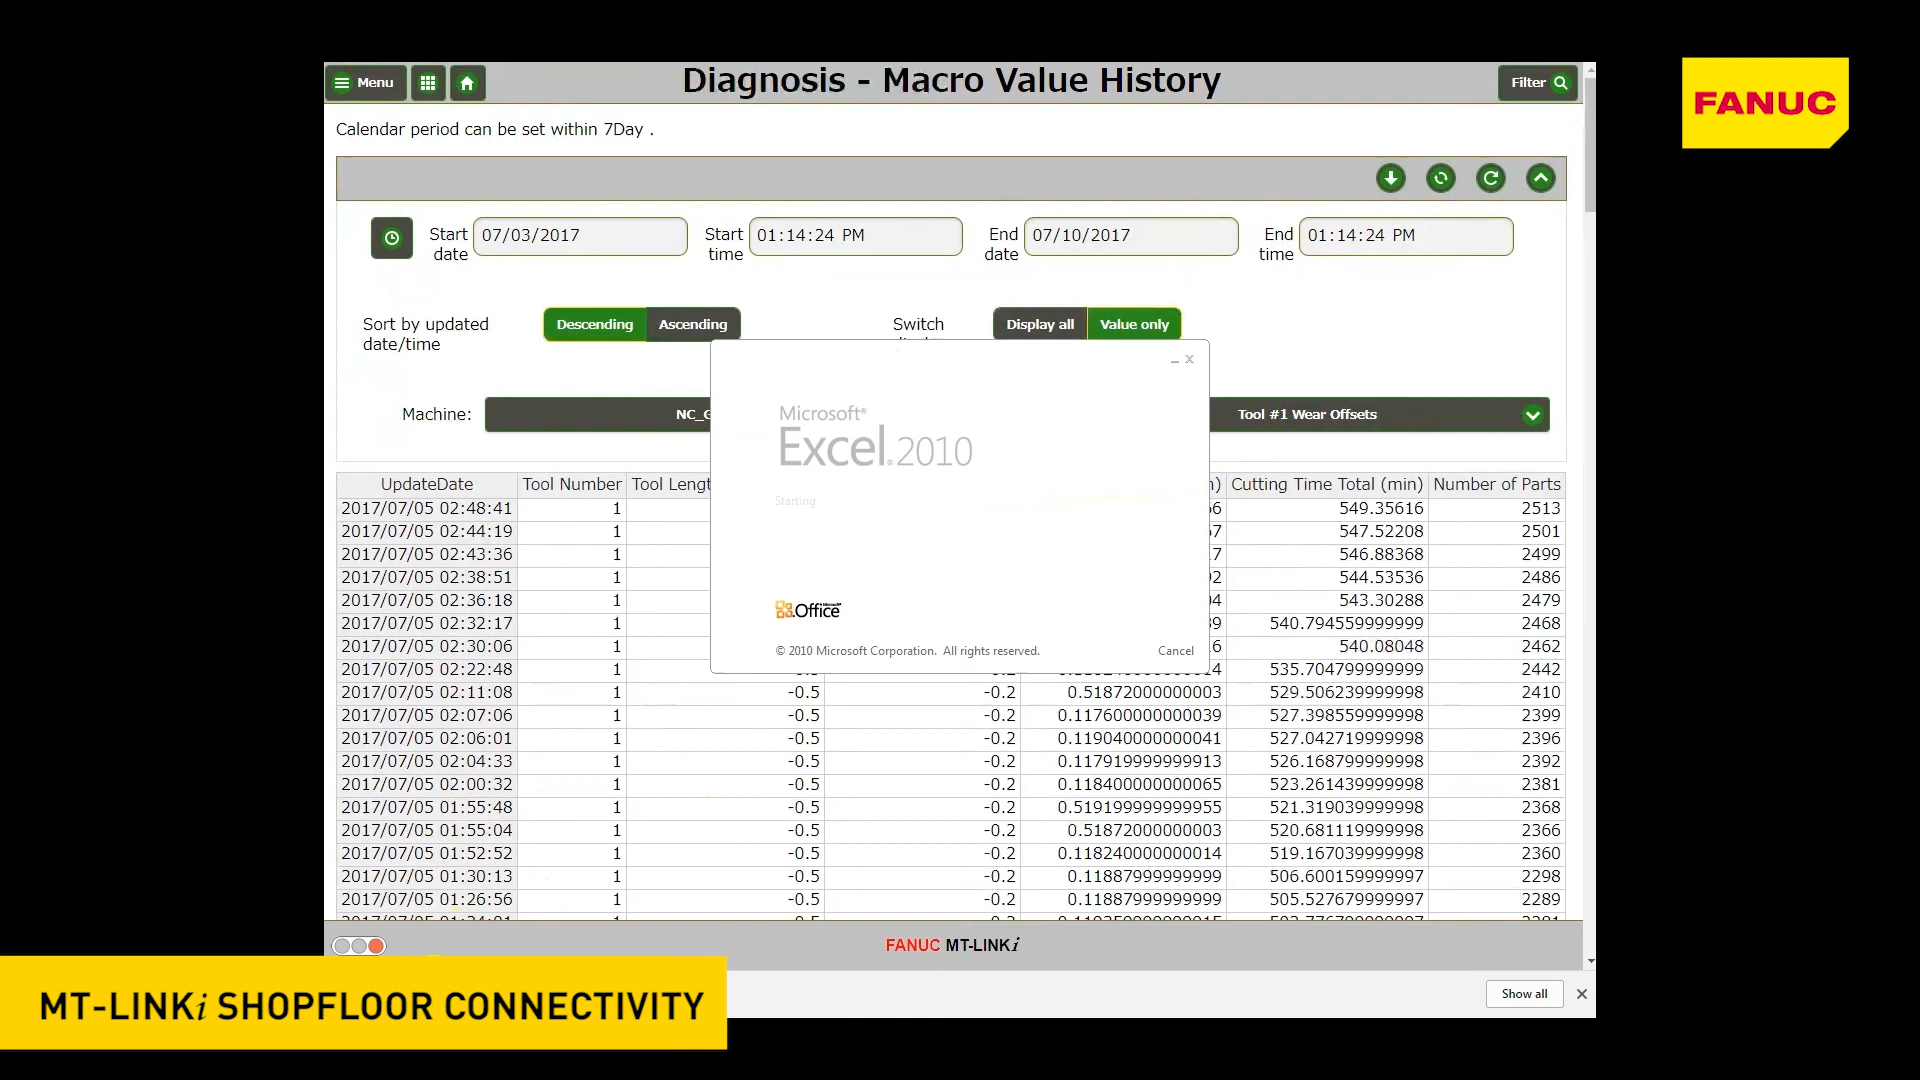 Menu
Diagnosis - Macro Value History
Filter
FANUC
Calendar period can be set within 7Day .
Start date 07/03/2017
Start time 01:14:24 PM
End date 07/10/2017
End time 01:14:24 PM
Sort by updated date/time
Descending Ascending
Switch
Display all Value only
Machine:
Tool #1 Wear Offsets
Microsoft®
Excel®2010
Starting
Microsoft® Office
© 2010 Microsoft Corporation. All rights reserved.
Cancel
UpdateDate Tool Number Tool Cutting Time Total (min) Number of Parts
2017/07/05 02:48:41 1 549.35616 2513
2017/07/05 02:44:19 1 547.52208 2501
2017/07/05 02:43:36 1 546.88368 2499
2017/07/05 02:38:51 1 544.53536 2486
2017/07/05 02:36:18 1 543.30288 2479
2017/07/05 02:32:17 1 540.794559999999 2468
2017/07/05 02:30:06 1 540.08048 2462
2017/07/05 02:22:48 1 535.704799999999 2442
2017/07/05 02:11:08 1 -0.5 -0.2 0.51872000000003 529.506239999998 2410
2017/07/05 02:07:06 1 -0.5 -0.2 0.117600000000039 527.398559999998 2399
2017/07/05 02:06:01 1 -0.5 -0.2 0.119040000000041 527.042719999998 2396
2017/07/05 02:04:33 1 -0.5 -0.2 0.117919999999913 526.168799999998 2392
2017/07/05 02:00:32 1 -0.5 -0.2 0.118400000000065 523.261439999998 2381
2017/07/05 01:55:48 1 -0.5 -0.2 0.519199999999955 521.319039999998 2368
2017/07/05 01:55:04 1 -0.5 -0.2 0.51872000000003 520.681119999998 2366
2017/07/05 01:52:52 1 -0.5 -0.2 0.118240000000014 519.167039999998 2360
2017/07/05 01:30:13 1 -0.5 -0.2 0.11887999999999 506.600159999997 2298
2017/07/05 01:26:56 1 -0.5 -0.2 0.11887999999999 505.527679999997 2289
FANUC MT-LINKi
Show all
MT-LINKi SHOPFLOOR CONNECTIVITY